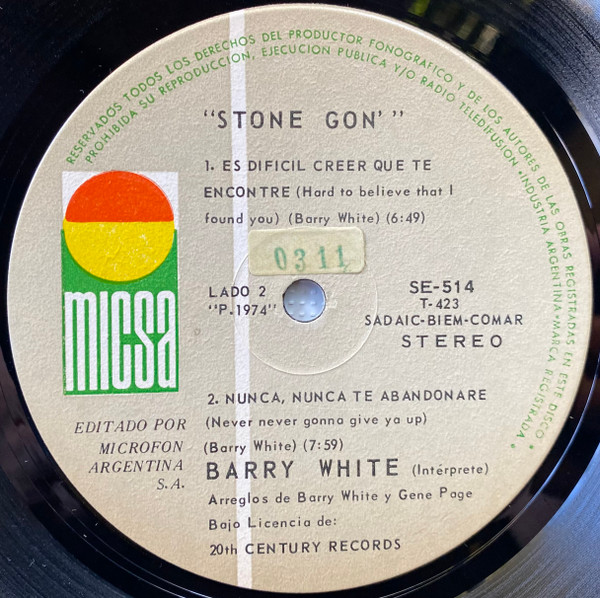 RESERVADOS TODOS LOS DERECHOS DEL PRODUCTOR FONOGRAFICO Y DE LOS AUTORES DE LAS OBRAS REGISTRADAS EN ESTE DISCO
PROHIBIDA SU REPRODUCCION, EJECUCION PUBLICA Y/O RADIO TELEDIFUSION • INDUSTRIA ARGENTINA • MARCA REGISTRADA •
"STONE GON'"
1. ES DIFICIL CREER QUE TE
ENCONTRE (Hard to believe that I
found you) (Barry White) (6:49)
0311
LADO 2
"P. 1974"
SE-514
T-423
SADAIC-BIEM-COMAR
STEREO
micsa
2. NUNCA, NUNCA TE ABANDONARE
(Never never gonna give ya up)
(Barry White) (7:59)
EDITADO POR
MICROFON
ARGENTINA
S.A.
BARRY WHITE (Intérprete)
Arreglos de Barry White y Gene Page
Bajo Licencia de:
20th CENTURY RECORDS